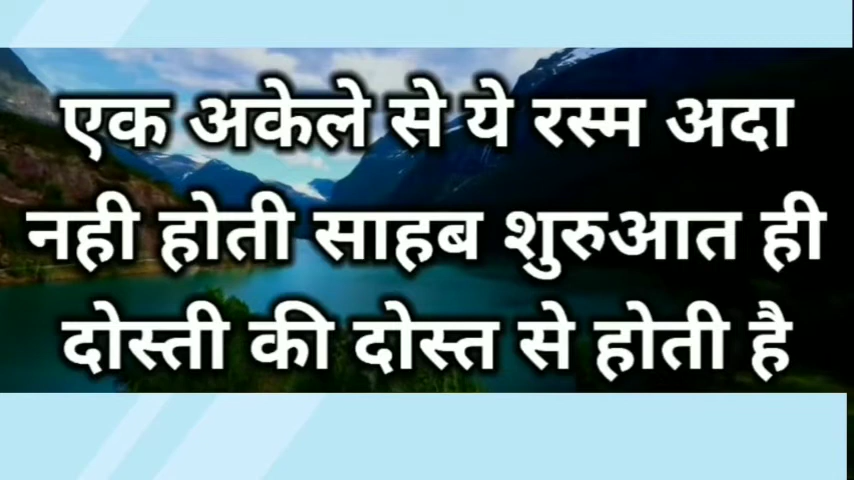 एक अकेले से ये रस्म अदा
नही होती साहब शुरुआत ही
दोस्ती की दोस्त से होती है